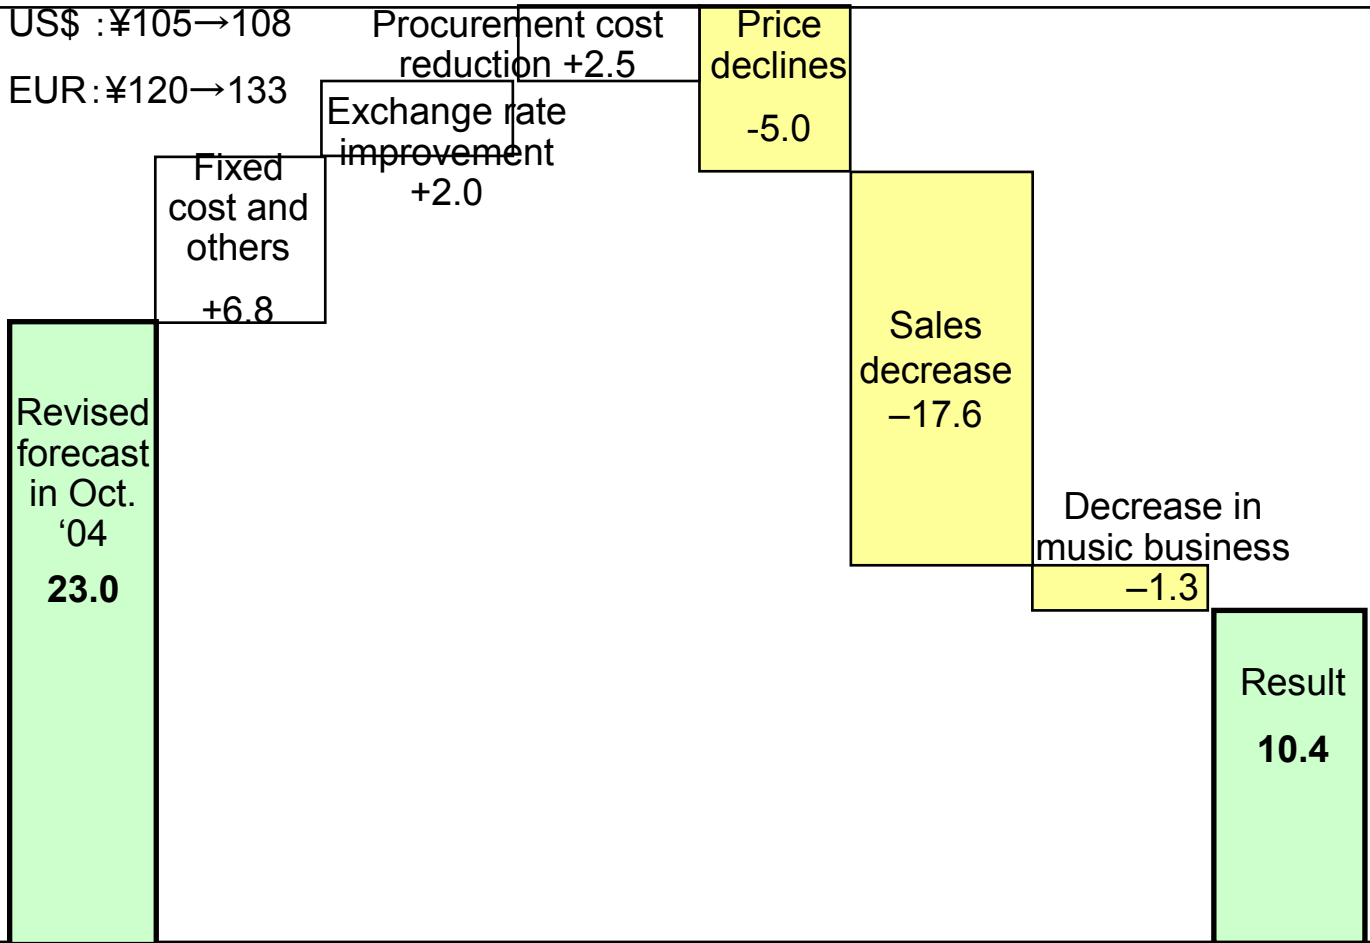 US$ :¥105→108
EUR:¥120→133
Procurement cost
reduction +2.5
Price
declines
-5.0
Exchange rate
improvement
+2.0
Fixed
cost and
others
+6.8
Sales
decrease
–17.6
Revised
forecast
in Oct.
‘04
23.0
Decrease in
music business
–1.3
Result
10.4